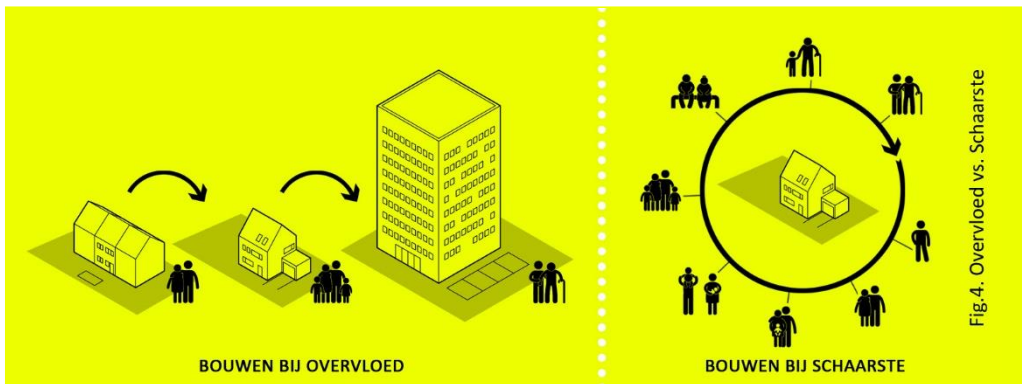 BOUWEN BIJ OVERVLOED
BOUWEN BIJ SCHAARSTE
Fig.4. Overvloed vs. Schaarste